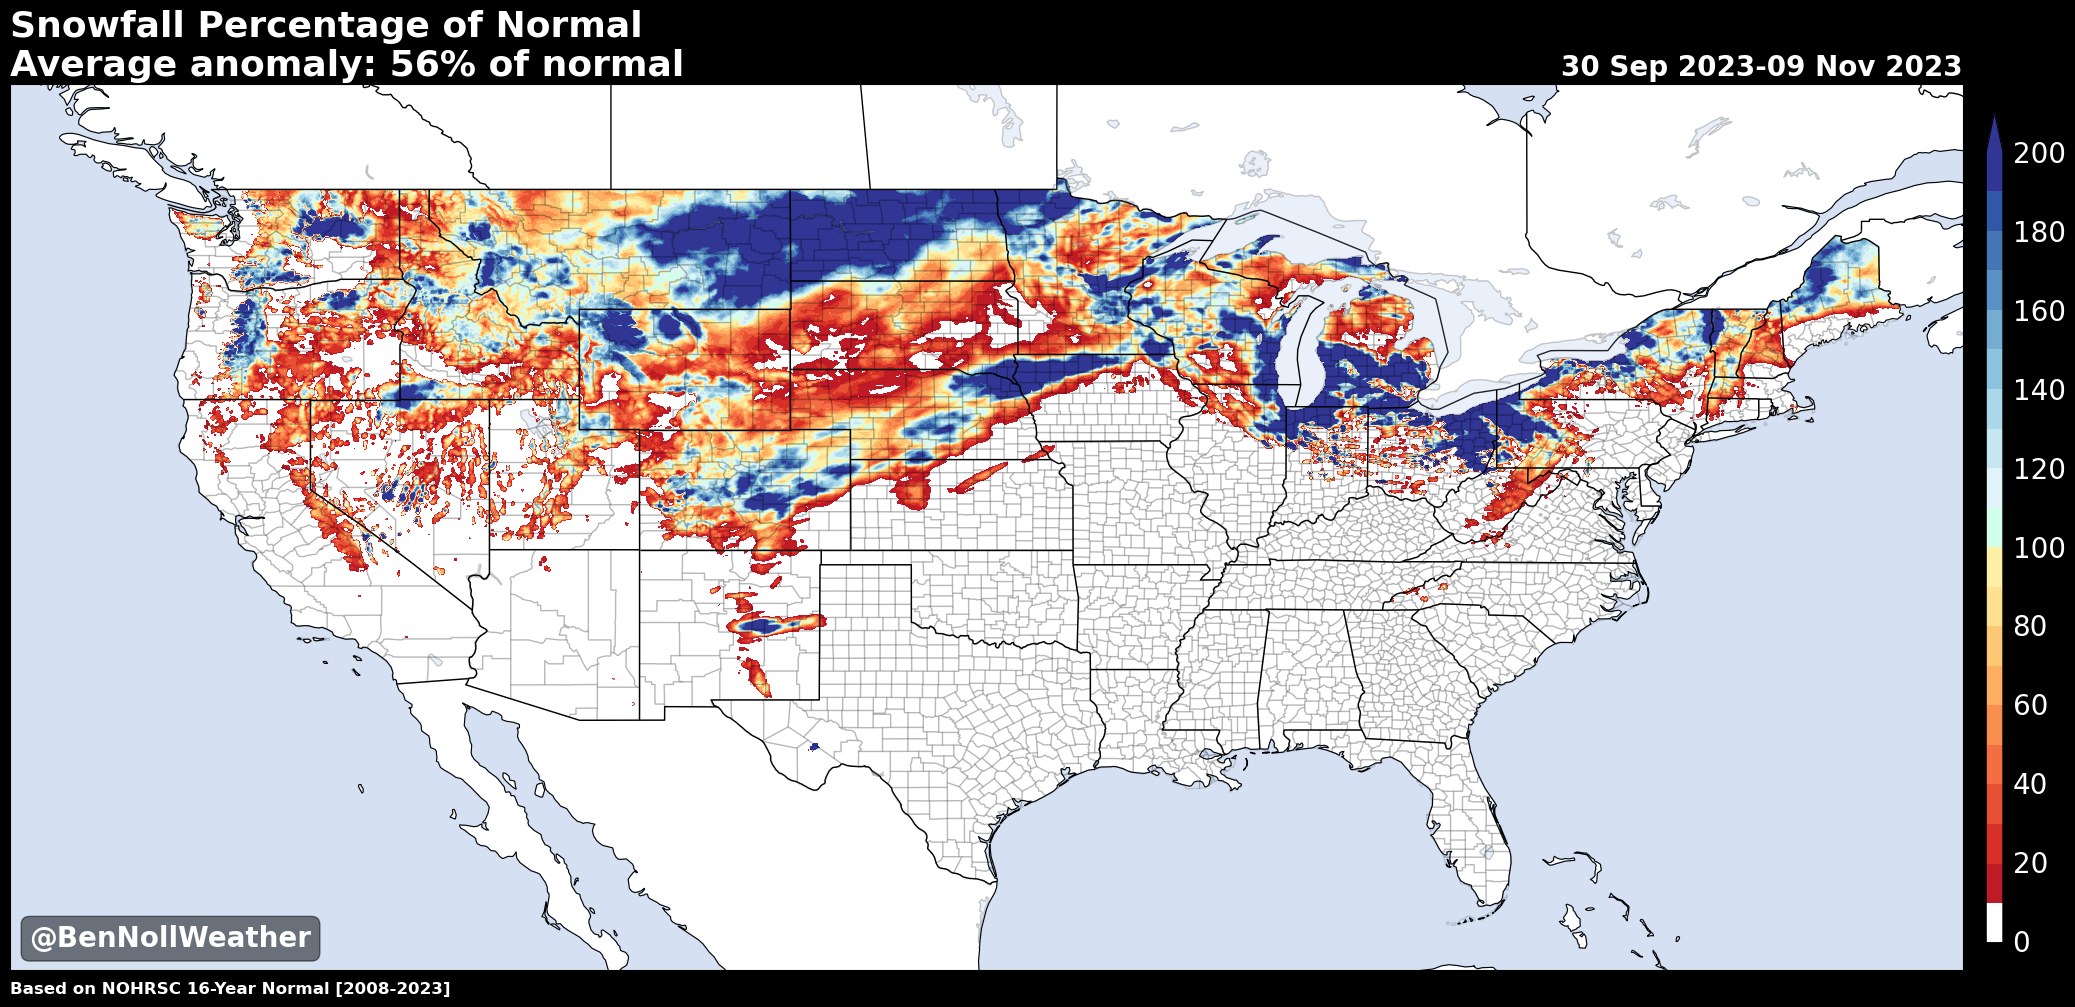 Snowfall Percentage of Normal
Average anomaly: 56% of normal
30 Sep 2023-09 Nov 2023
200
180
160
140
120
100
80
60
40
20
0
@BenNollWeather
Based on NOHRSC 16-Year Normal [2008-2023]